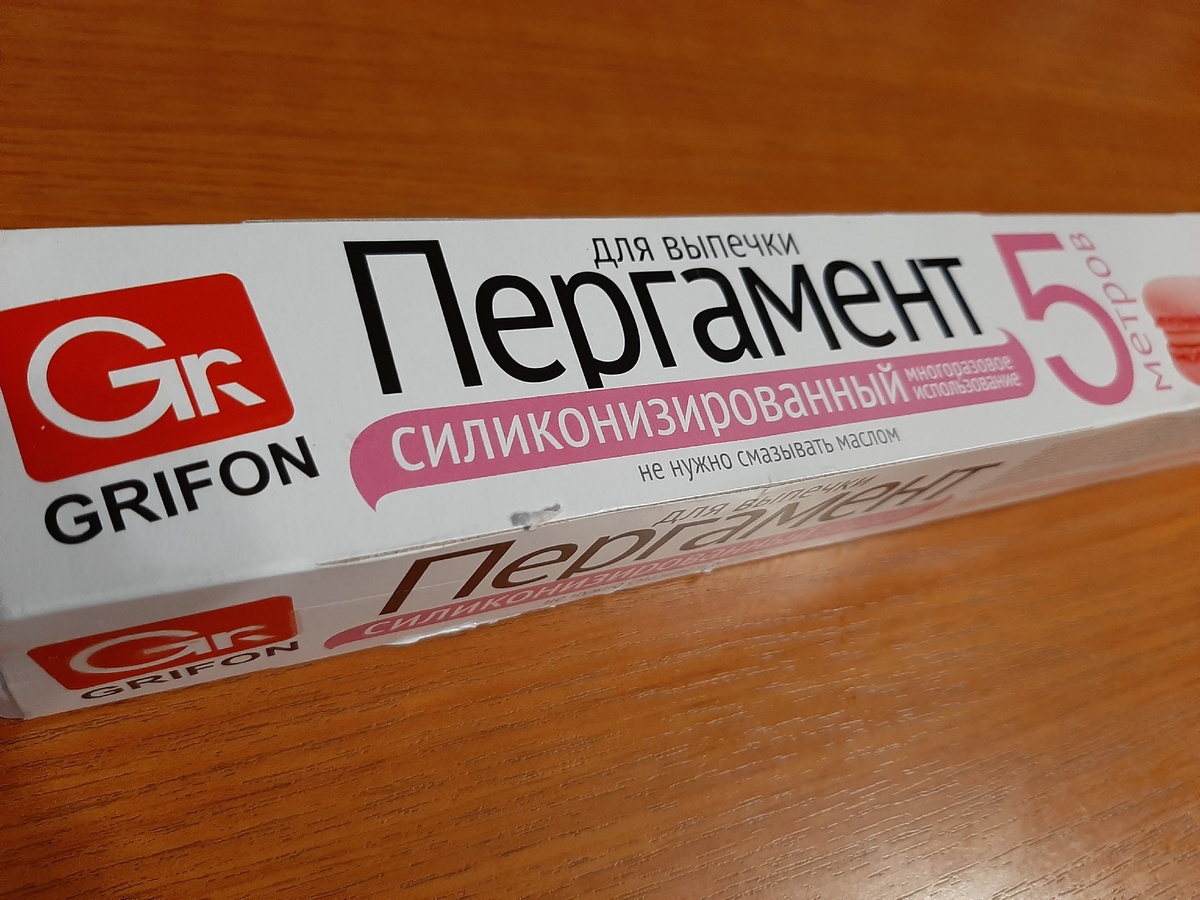 Gr
GRIFON
для выпечки
Пергамент
силиконизированный
многоразовое
использование
не нужно смазывать маслом
5
метров
для выпечки
Пергамент
силиконизированный
Gr
GRIFON